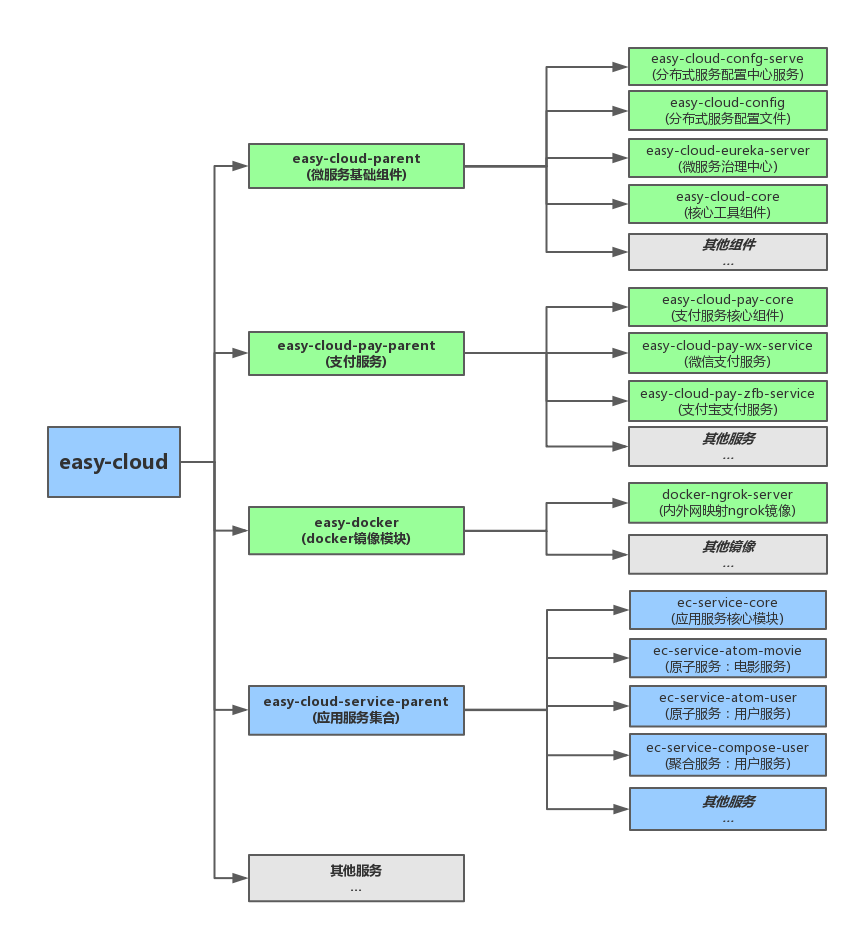 easy-cloud
easy-cloud-parent
(微服务基础组件)
easy-cloud-confg-serve
(分布式服务配置中心服务)
easy-cloud-config
(分布式服务配置文件)
easy-cloud-eureka-server
(微服务治理中心)
easy-cloud-core
(核心工具组件)
其他组件
...
easy-cloud-pay-parent
(支付服务)
easy-cloud-pay-core
(支付服务核心组件)
easy-cloud-pay-wx-service
(微信支付服务)
easy-cloud-pay-zfb-service
(支付宝支付服务)
其他服务
...
easy-docker
(docker镜像模块)
docker-ngrok-server
(内外网映射ngrok镜像)
其他镜像
...
easy-cloud-service-parent
(应用服务集合)
ec-service-core
(应用服务核心模块)
ec-service-atom-movie
(原子服务：电影服务)
ec-service-atom-user
(原子服务：用户服务)
ec-service-compose-user
(聚合服务：用户服务)
其他服务
...
其他服务
...